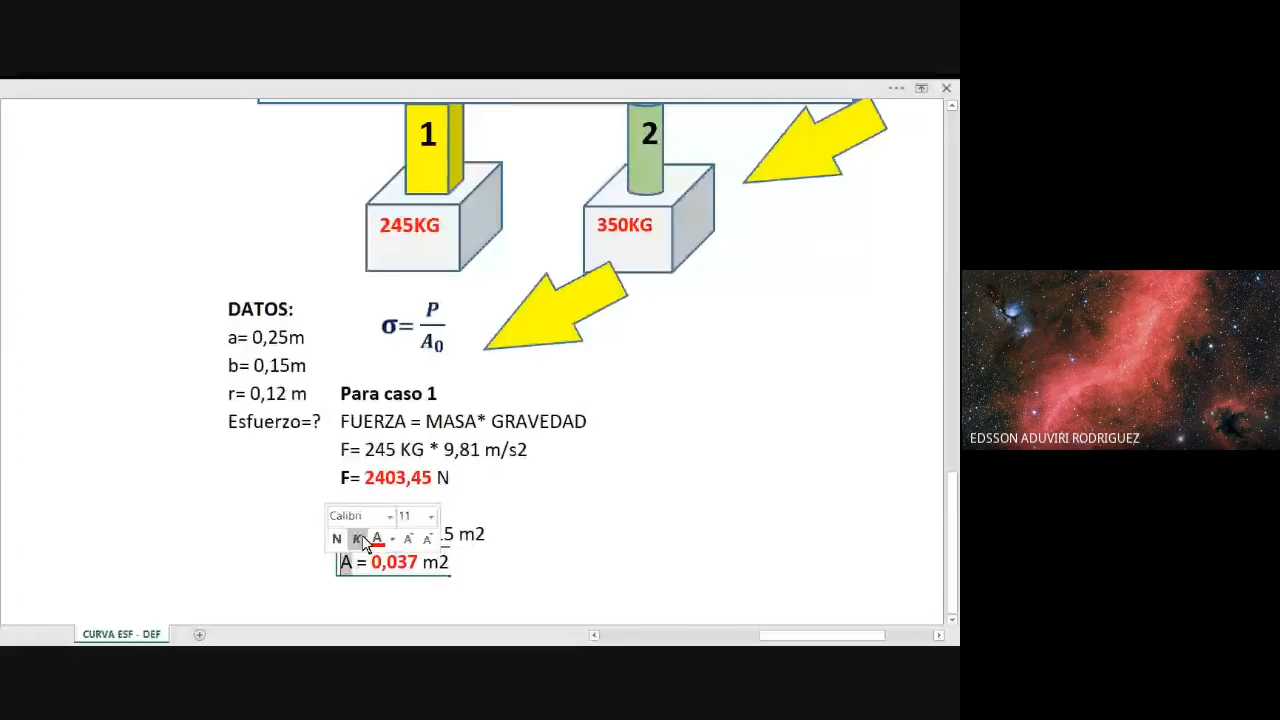 1
2
245KG
350KG
DATOS:
a= 0,25m
b= 0,15m
r= 0,12 m
Esfuerzo=?
σ= P
A0
Para caso 1
FUERZA = MASA* GRAVEDAD
F= 245 KG * 9,81 m/s2
F= 2403,45 N
Calibri 11
N K A A A
5 m2
A = 0,037 m2
CURVA ESF - DEF
EDSSON ADUVIRI RODRIGUEZ